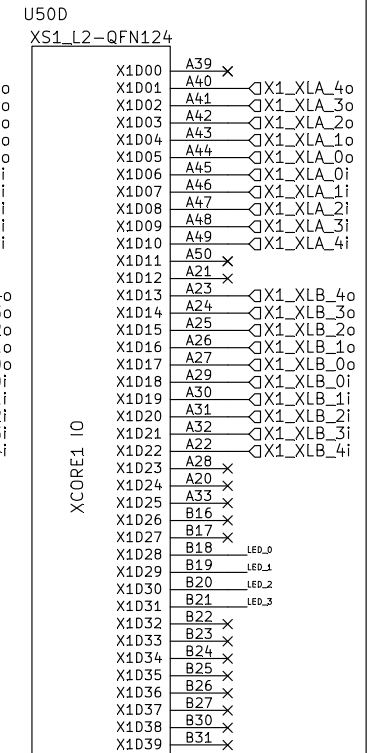 U50D
XS1_L2-QFN124
X1D00 A39
X1D01 A40 X1_XLA_4o
X1D02 A41 X1_XLA_3o
X1D03 A42 X1_XLA_2o
X1D04 A43 X1_XLA_1o
X1D05 A44 X1_XLA_0o
X1D06 A45 X1_XLA_0i
X1D07 A46 X1_XLA_1i
X1D08 A47 X1_XLA_2i
X1D09 A48 X1_XLA_3i
X1D10 A49 X1_XLA_4i
X1D11 A50
X1D12 A21
X1D13 A23 X1_XLB_4o
X1D14 A24 X1_XLB_3o
X1D15 A25 X1_XLB_2o
X1D16 A26 X1_XLB_1o
X1D17 A27 X1_XLB_0o
X1D18 A29 X1_XLB_0i
X1D19 A30 X1_XLB_1i
X1D20 A31 X1_XLB_2i
X1D21 A32 X1_XLB_3i
X1D22 A22 X1_XLB_4i
X1D23 A28
X1D24 A20
X1D25 A33
X1D26 B16
X1D27 B17
X1D28 B18 LED_0
X1D29 B19 LED_1
X1D30 B20 LED_2
X1D31 B21 LED_3
X1D32 B22
X1D33 B23
X1D34 B24
X1D35 B25
X1D36 B26
X1D37 B27
X1D38 B30
X1D39 B31
XCORE1 IO